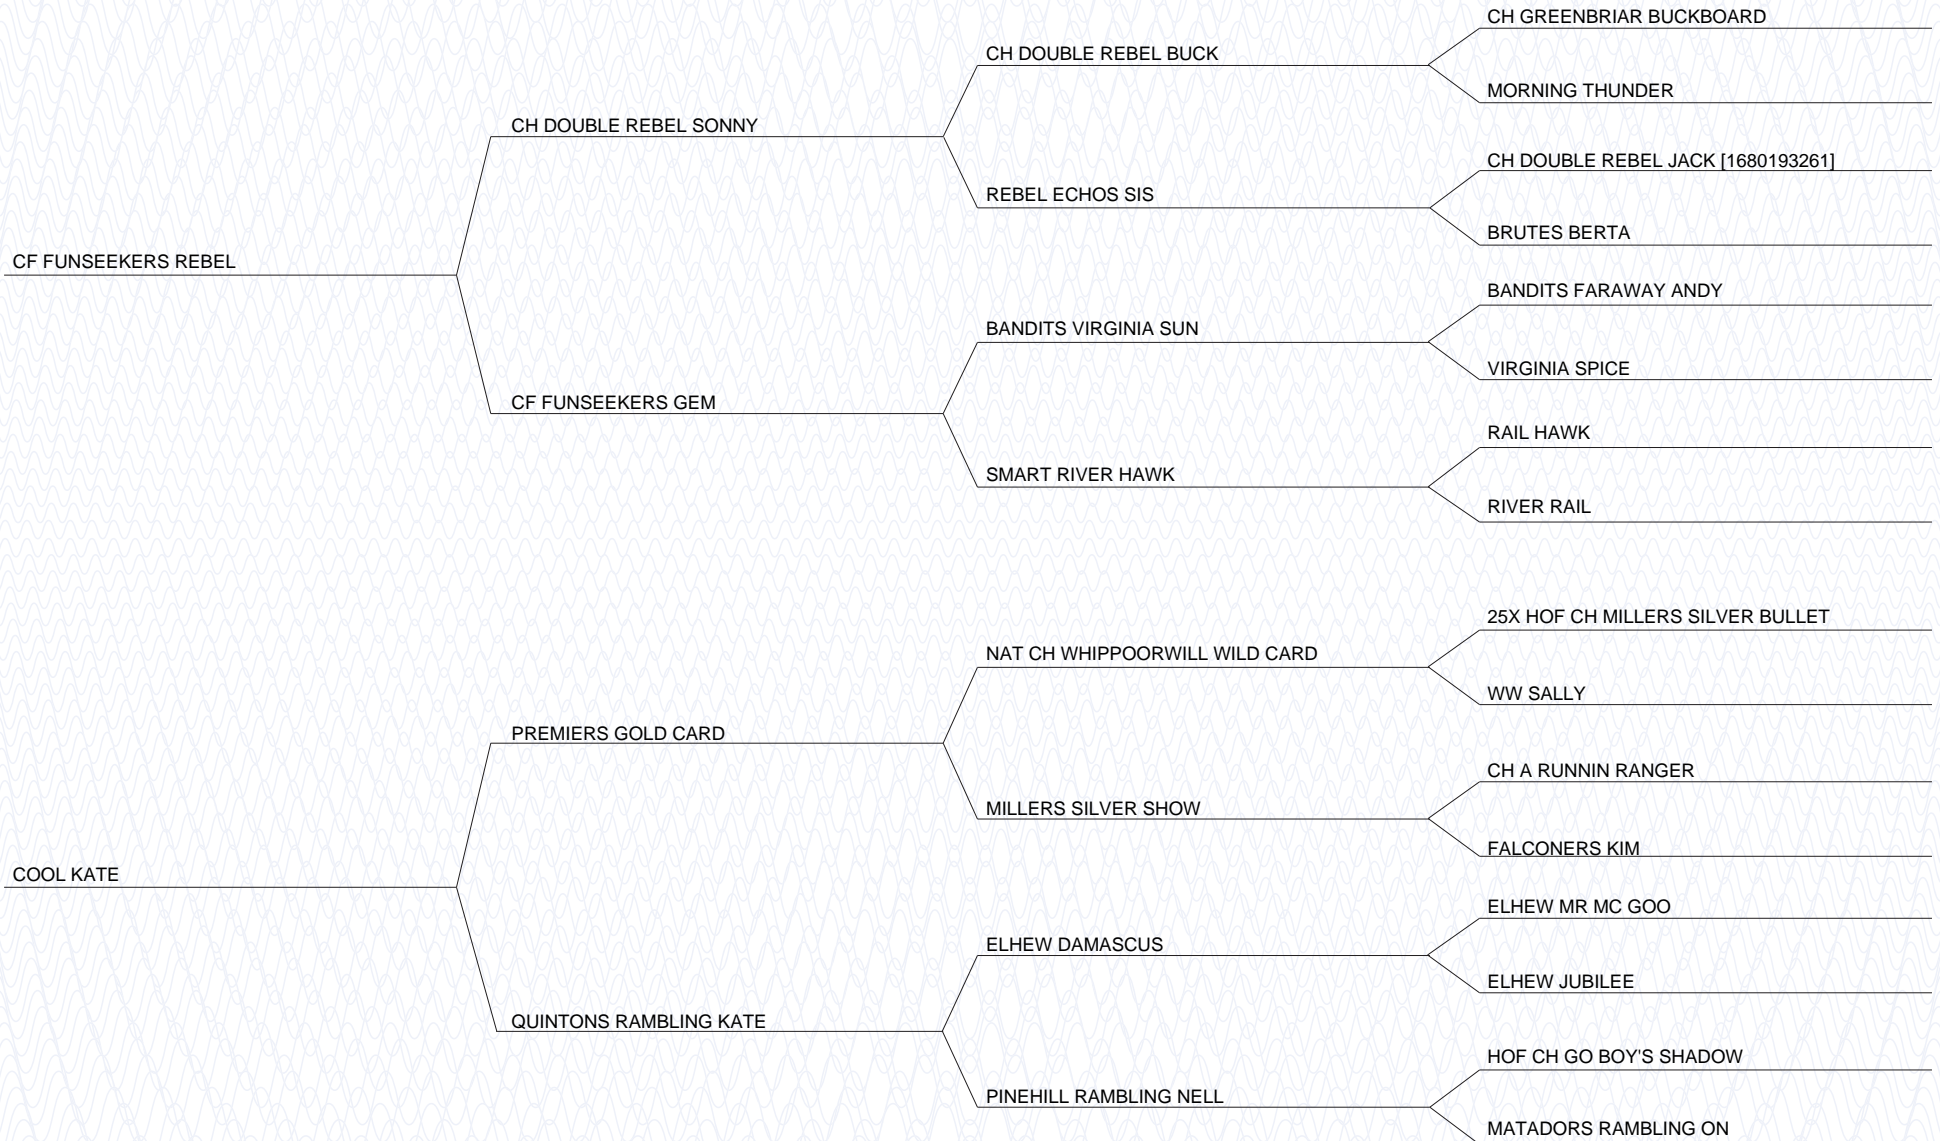 CH GREENBRIAR BUCKBOARD
CH DOUBLE REBEL BUCK
MORNING THUNDER
CH DOUBLE REBEL SONNY
CH DOUBLE REBEL JACK [1680193261]
REBEL ECHOS SIS
BRUTES BERTA
CF FUNSEEKERS REBEL
BANDITS FARAWAY ANDY
BANDITS VIRGINIA SUN
VIRGINIA SPICE
CF FUNSEEKERS GEM
RAIL HAWK
SMART RIVER HAWK
RIVER RAIL
25X HOF CH MILLERS SILVER BULLET
NAT CH WHIPPOORWILL WILD CARD
WW SALLY
PREMIERS GOLD CARD
CH A RUNNIN RANGER
MILLERS SILVER SHOW
FALCONERS KIM
COOL KATE
ELHEW MR MC GOO
ELHEW DAMASCUS
ELHEW JUBILEE
QUINTONS RAMBLING KATE
HOF CH GO BOY'S SHADOW
PINEHILL RAMBLING NELL
MATADORS RAMBLING ON